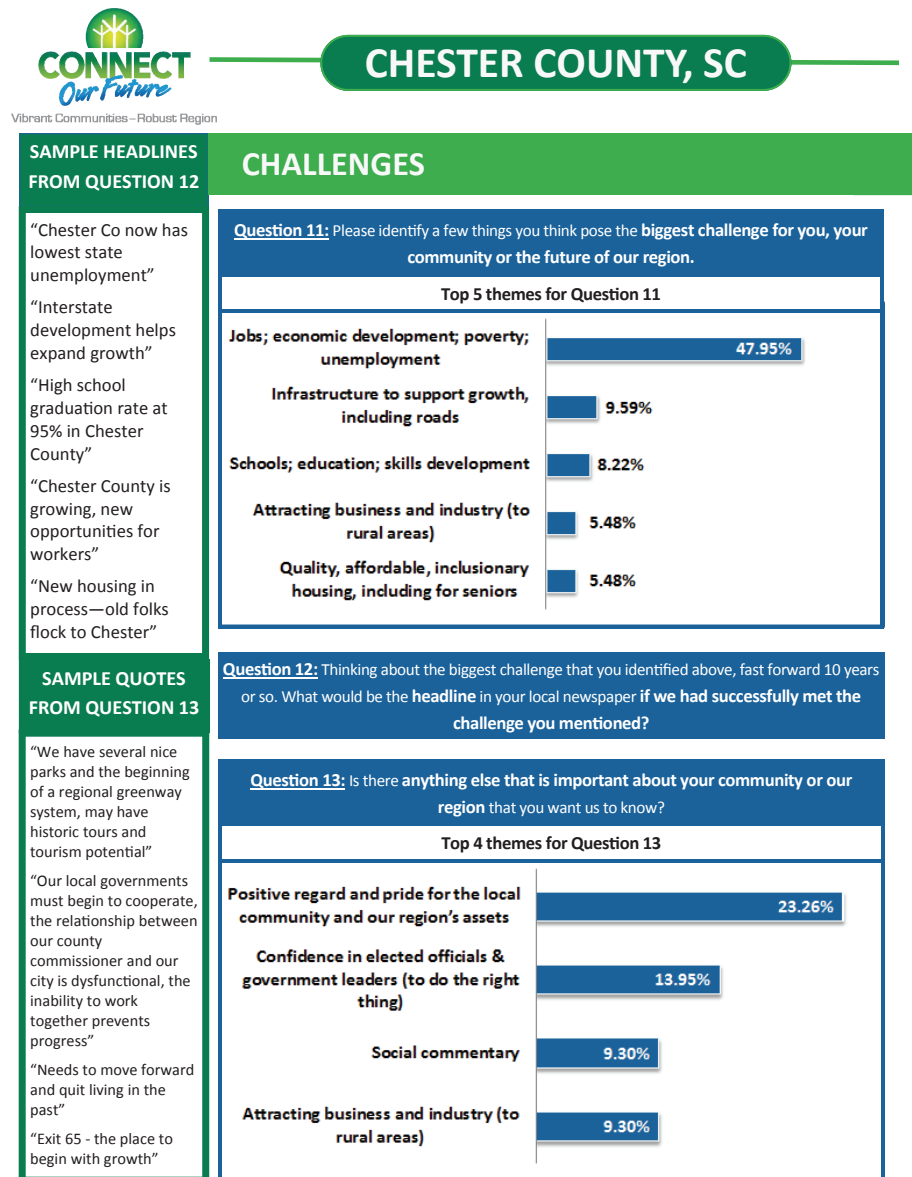 CONNECT
Our Future
Vibrant Communities–Robust Region
CHESTER COUNTY, SC
SAMPLE HEADLINES
FROM QUESTION 12
“Chester Co now has
lowest state
unemployment”
“Interstate
development helps
expand growth”
“High school
graduation rate at
95% in Chester
County”
“Chester County is
growing, new
opportunities for
workers”
“New housing in
process—old folks
flock to Chester”
SAMPLE QUOTES
FROM QUESTION 13
“We have several nice
parks and the beginning
of a regional greenway
system, may have
historic tours and
tourism potential”
“Our local governments
must begin to cooperate,
the relationship between
our county
commissioner and our
city is dysfunctional, the
inability to work
together prevents
progress”
“Needs to move forward
and quit living in the
past”
“Exit 65 - the place to
begin with growth”
CHALLENGES
Question 11: Please identify a few things you think pose the biggest challenge for you, your
community or the future of our region.
Top 5 themes for Question 11
Jobs; economic development; poverty;
unemployment
47.95%
Infrastructure to support growth,
including roads
9.59%
Schools; education; skills development
8.22%
Attracting business and industry (to
rural areas)
5.48%
Quality, affordable, inclusionary
housing, including for seniors
5.48%
Question 12: Thinking about the biggest challenge that you identified above, fast forward 10 years
or so. What would be the headline in your local newspaper if we had successfully met the
challenge you mentioned?
Question 13: Is there anything else that is important about your community or our
region that you want us to know?
Top 4 themes for Question 13
Positive regard and pride for the local
community and our region’s assets
23.26%
Confidence in elected officials &
government leaders (to do the right
thing)
13.95%
Social commentary
9.30%
Attracting business and industry (to
rural areas)
9.30%